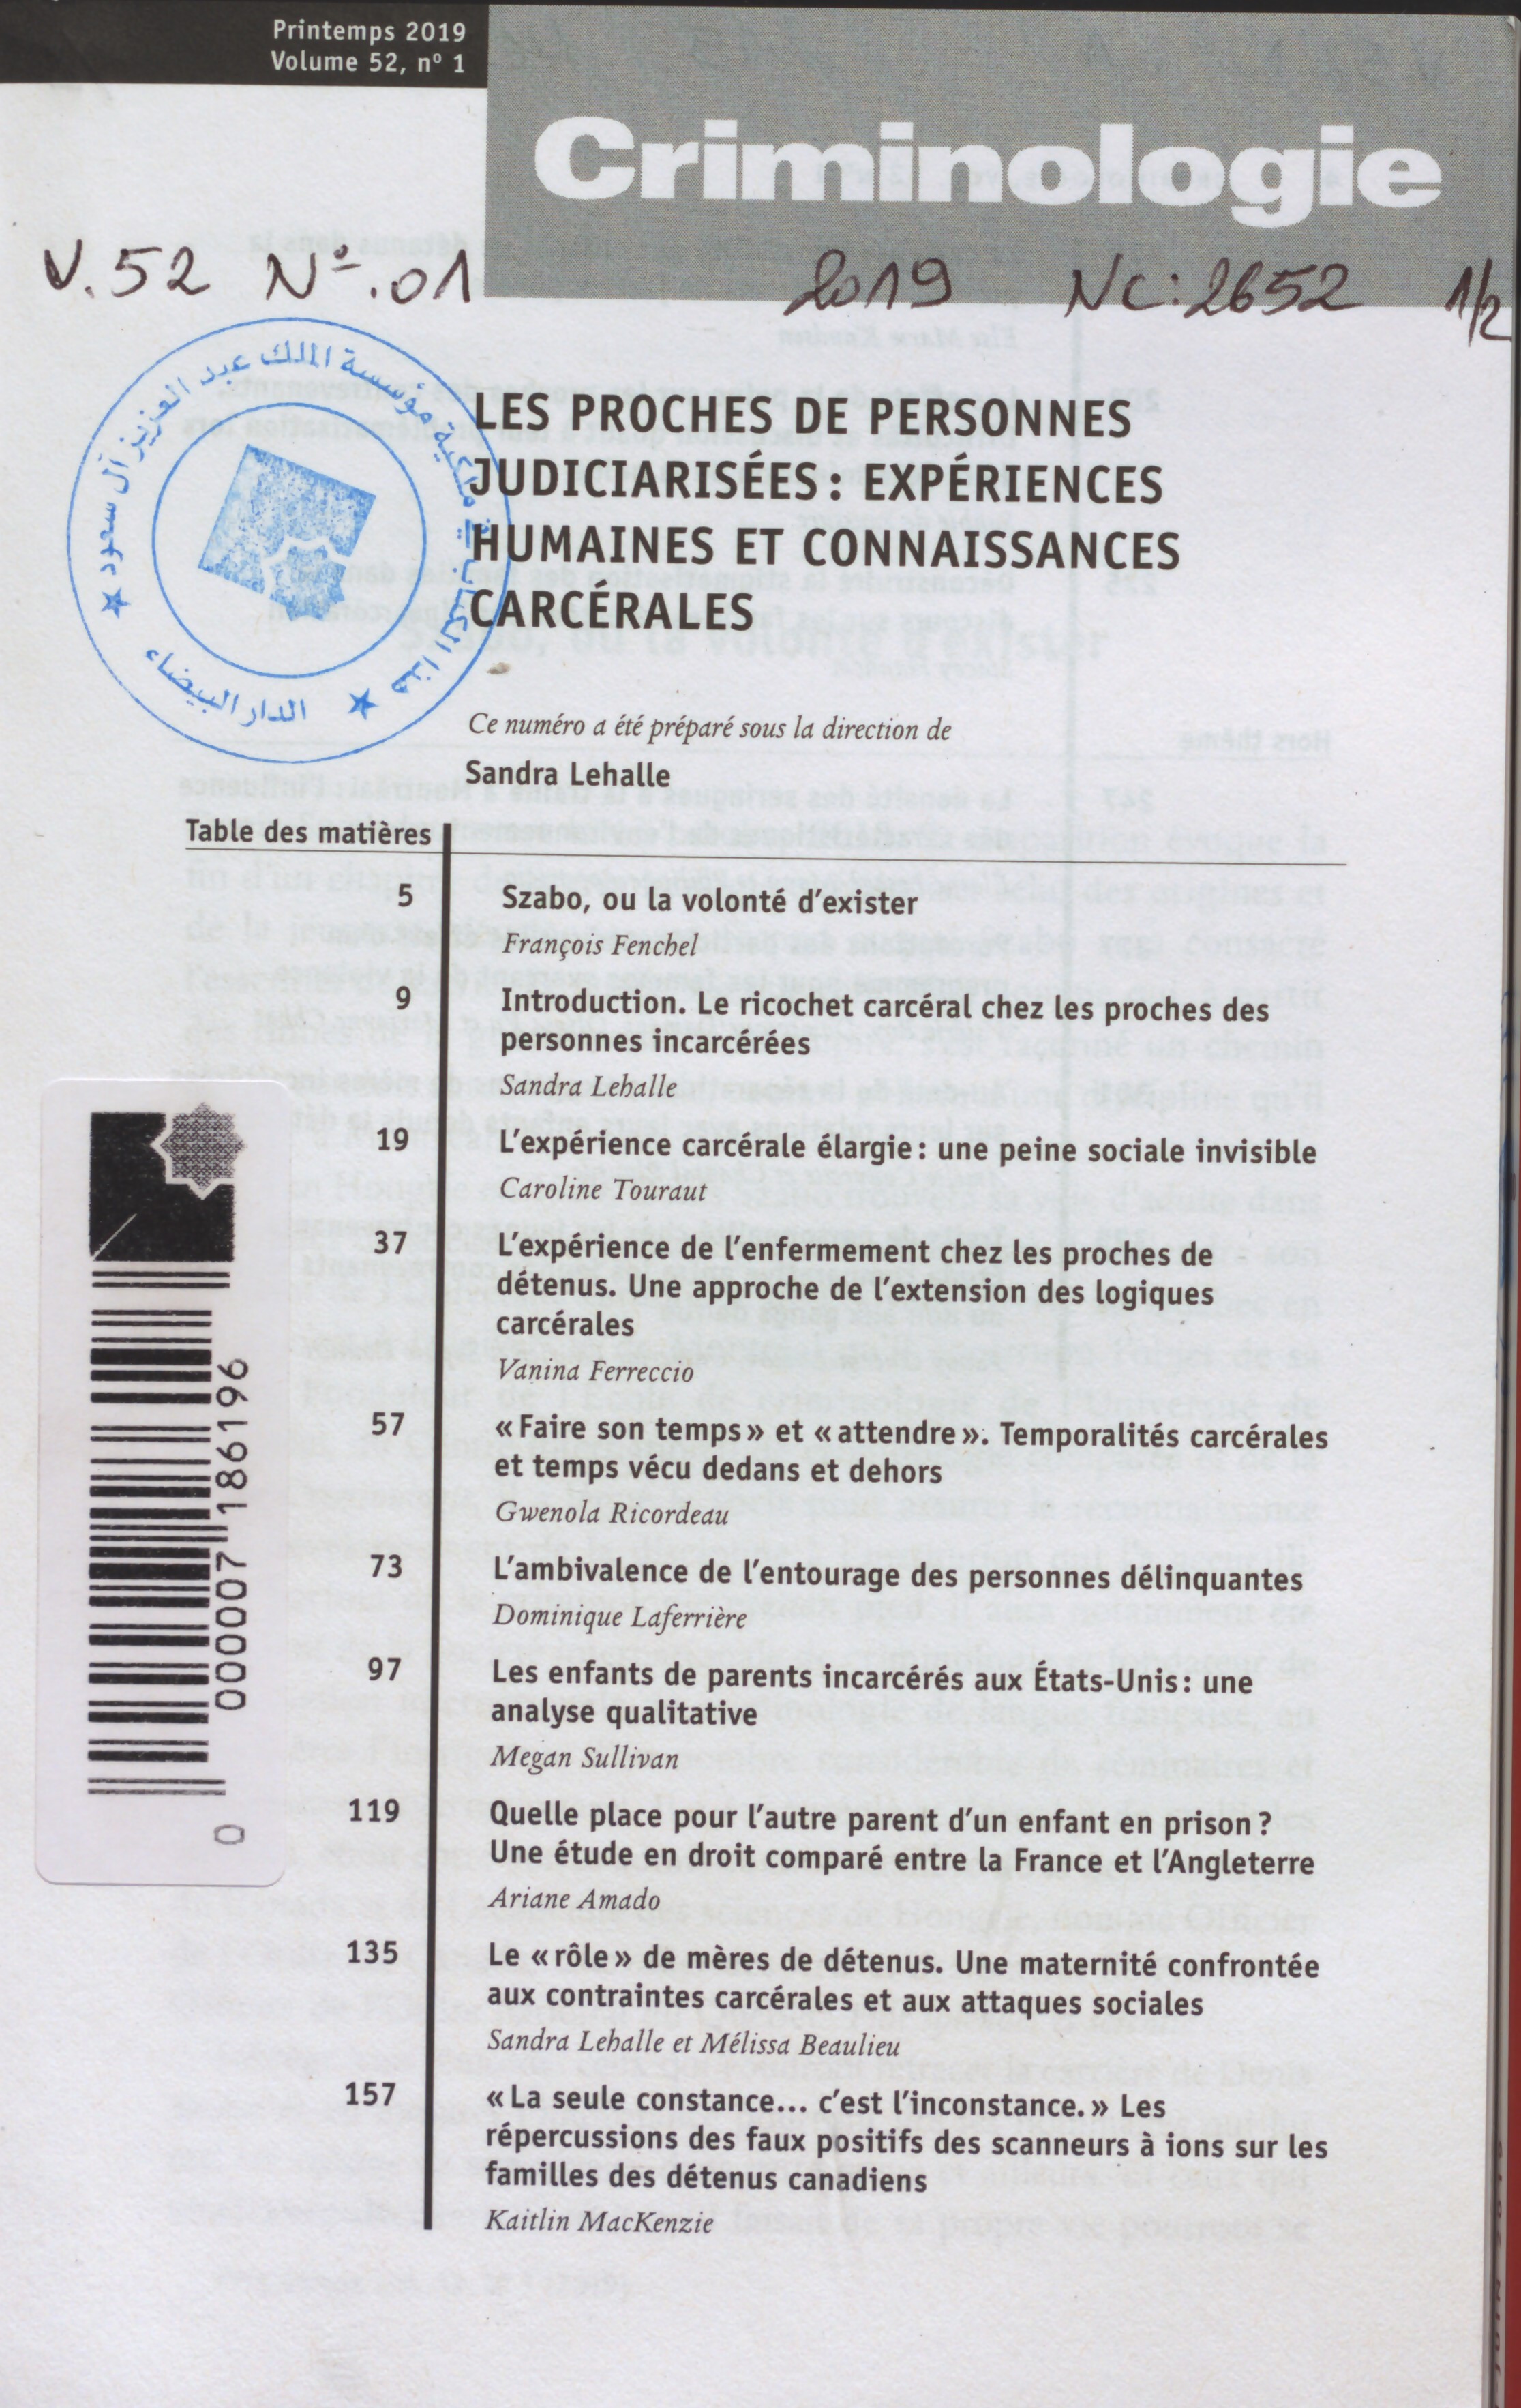 Printemps 2019
Volume 52, nº 1
Criminologie
V. 52 Nº. 01 2019 NC: 2652 1/2
هذا الكتاب ملكية مؤسسة الملك عبد العزيز آل سعود
الدار البيضاء
LES PROCHES DE PERSONNES
JUDICIARISÉES : EXPÉRIENCES
HUMAINES ET CONNAISSANCES
CARCÉRALES
Ce numéro a été préparé sous la direction de
Sandra Lehalle
Table des matières
5 Szabo, ou la volonté d’exister
François Fenchel
9 Introduction. Le ricochet carcéral chez les proches des
personnes incarcérées
Sandra Lehalle
19 L’expérience carcérale élargie : une peine sociale invisible
Caroline Touraut
37 L’expérience de l’enfermement chez les proches de
détenus. Une approche de l’extension des logiques
carcérales
Vanina Ferreccio
57 « Faire son temps » et « attendre ». Temporalités carcérales
et temps vécu dedans et dehors
Gwenola Ricordeau
73 L’ambivalence de l’entourage des personnes délinquantes
Dominique Laferrière
97 Les enfants de parents incarcérés aux États-Unis : une
analyse qualitative
Megan Sullivan
119 Quelle place pour l’autre parent d’un enfant en prison ?
Une étude en droit comparé entre la France et l’Angleterre
Ariane Amado
135 Le « rôle » de mères de détenus. Une maternité confrontée
aux contraintes carcérales et aux attaques sociales
Sandra Lehalle et Mélissa Beaulieu
157 « La seule constance... c’est l’inconstance. » Les
répercussions des faux positifs des scanneurs à ions sur les
familles des détenus canadiens
Kaitlin MacKenzie
0 000007 186196